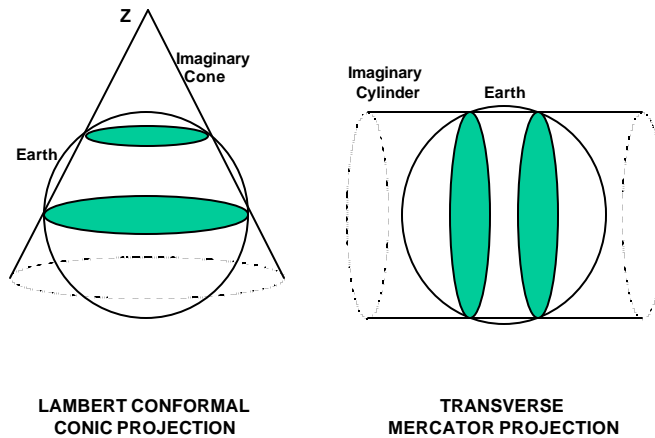 Z
Imaginary
Cone
Earth
LAMBERT CONFORMAL
CONIC PROJECTION
Imaginary
Cylinder
Earth
TRANSVERSE
MERCATOR PROJECTION